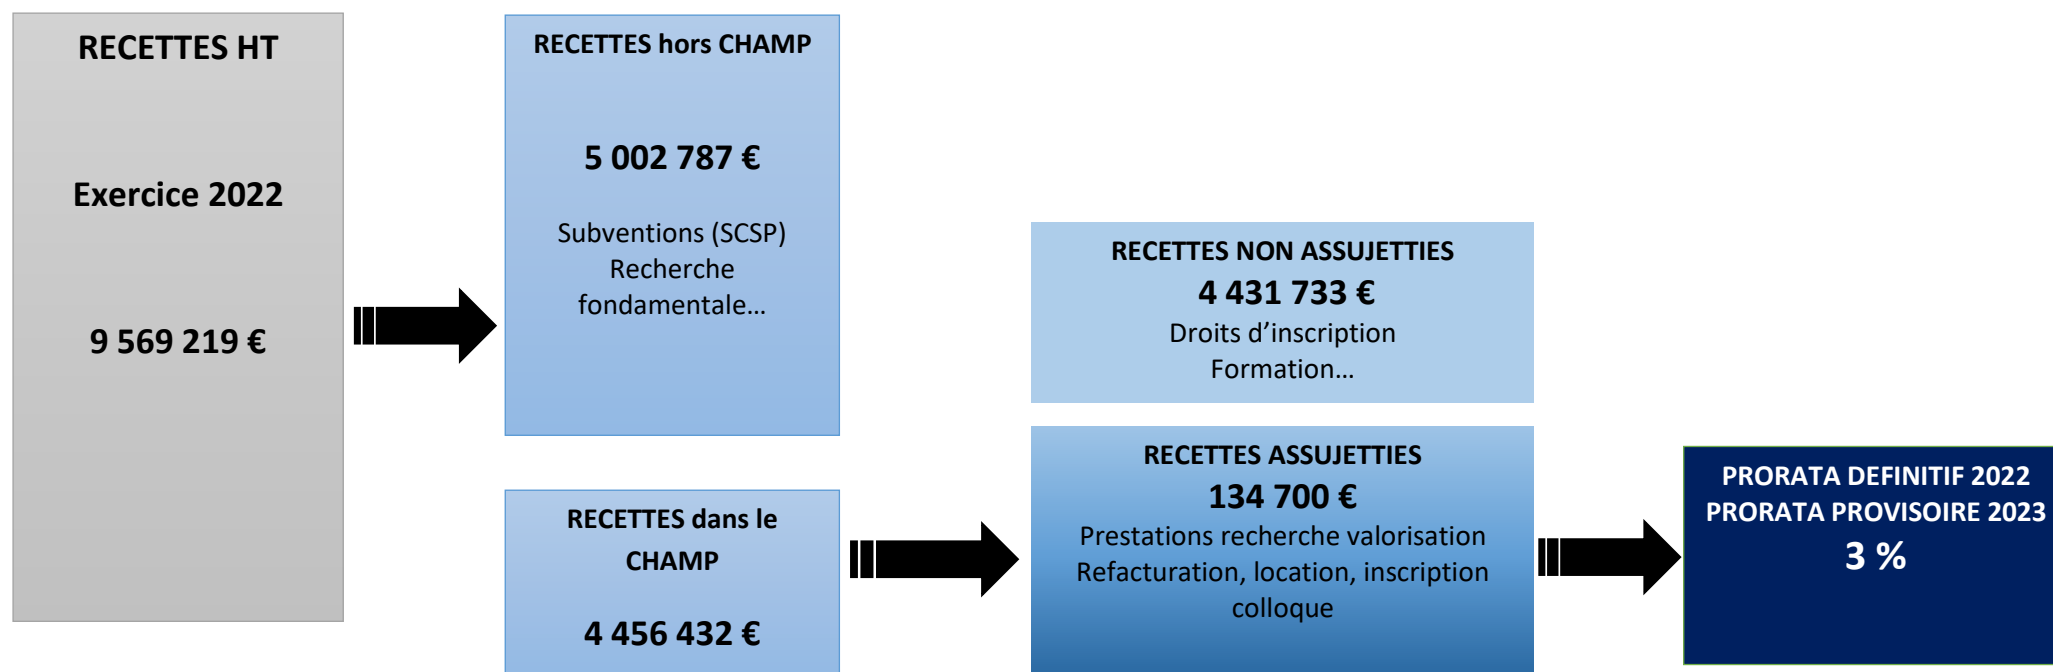 RECETTES HT
Exercice 2022
9 569 219 €
RECETTES hors CHAMP
5 002 787 €
Subventions (SCSP)
Recherche
fondamentale…
RECETTES dans le
CHAMP
4 456 432 €
RECETTES NON ASSUJETTIES
4 431 733 €
Droits d’inscription
Formation…
RECETTES ASSUJETTIES
134 700 €
Prestations recherche valorisation
Refacturation, location, inscription
colloque
PRORATA DEFINITIF 2022
PRORATA PROVISOIRE 2023
3 %